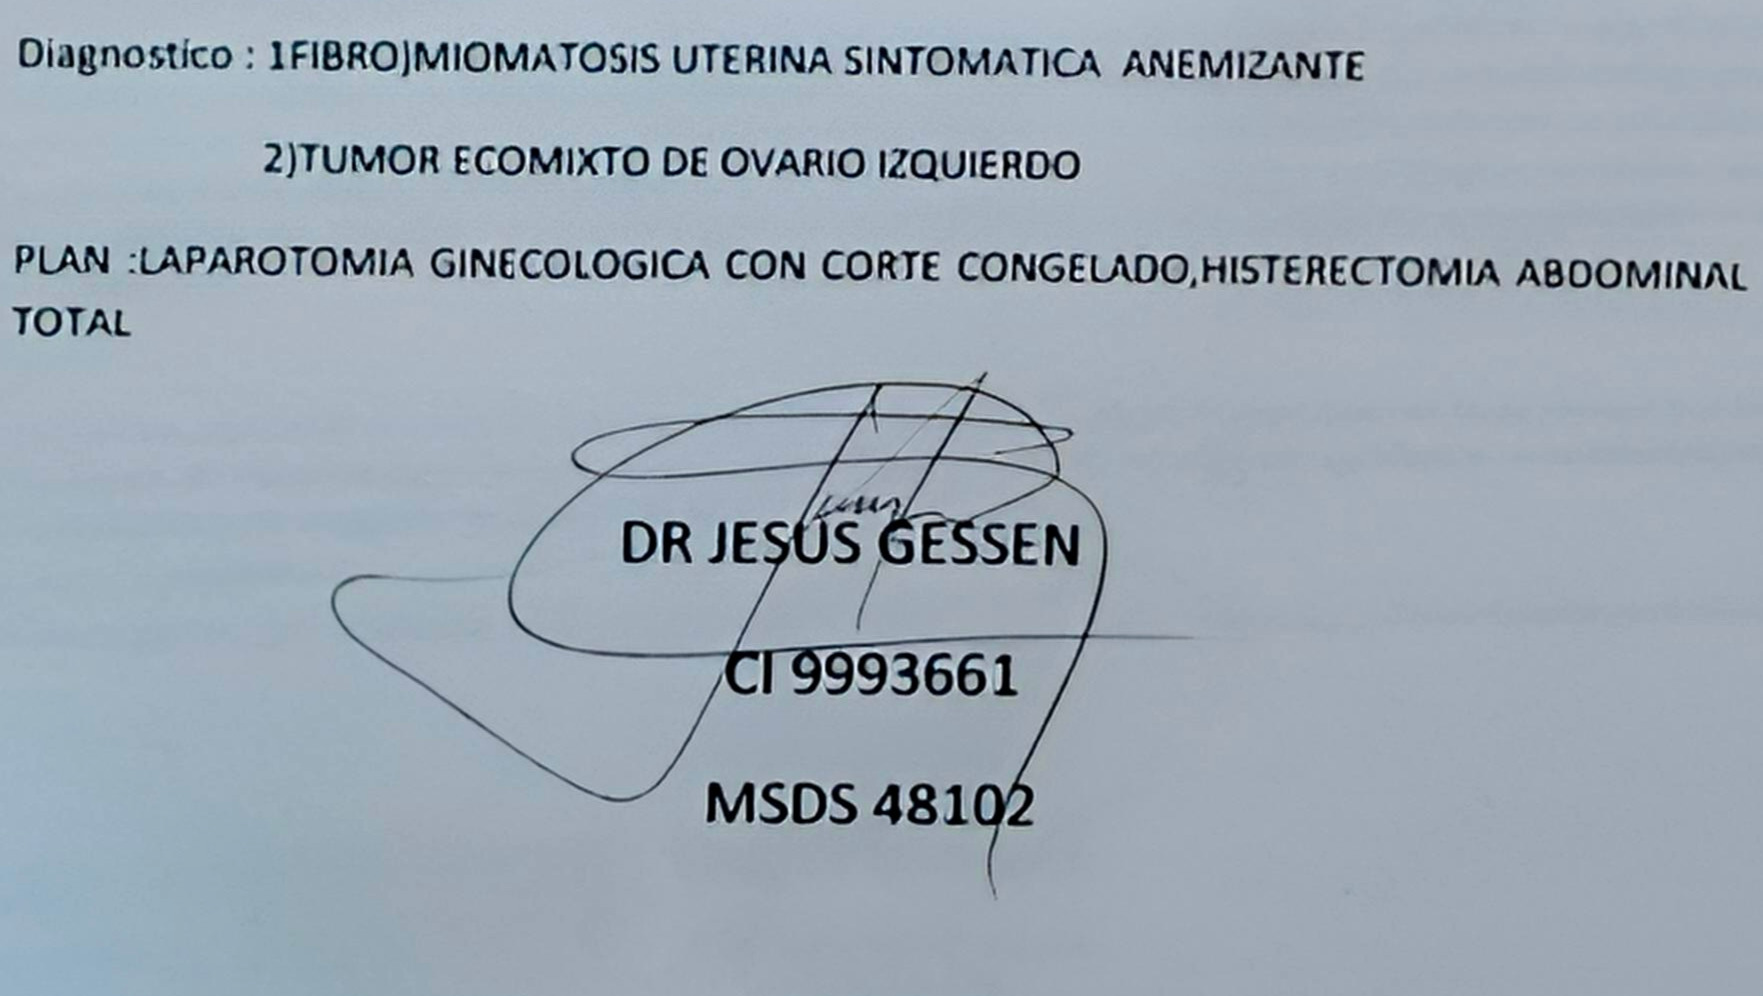 Diagnostico : 1FIBRO)MIOMATOSIS UTERINA SINTOMATICA ANEMIZANTE
2)TUMOR ECOMIXTO DE OVARIO IZQUIERDO
PLAN :LAPAROTOMIA GINECOLOGICA CON CORTE CONGELADO,HISTERECTOMIA ABDOMINAL
TOTAL
DR JESUS GESSEN
CI 9993661
MSDS 48102